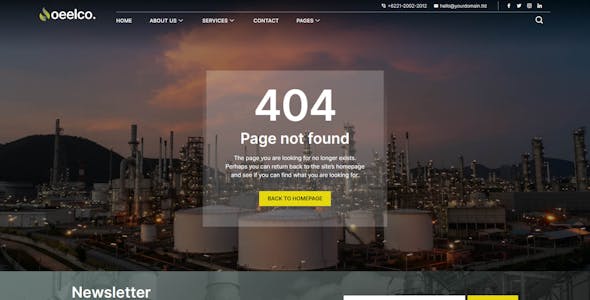 oeelco.
+6221-2002-2012 hello@yourdomain.tld
HOME ABOUT US SERVICES CONTACT PAGES
404
Page not found
The page you are looking for no longer exists.
Perhaps you can return back to the site's homepage
and see if you can find what you are looking for.
BACK TO HOMEPAGE
Newsletter